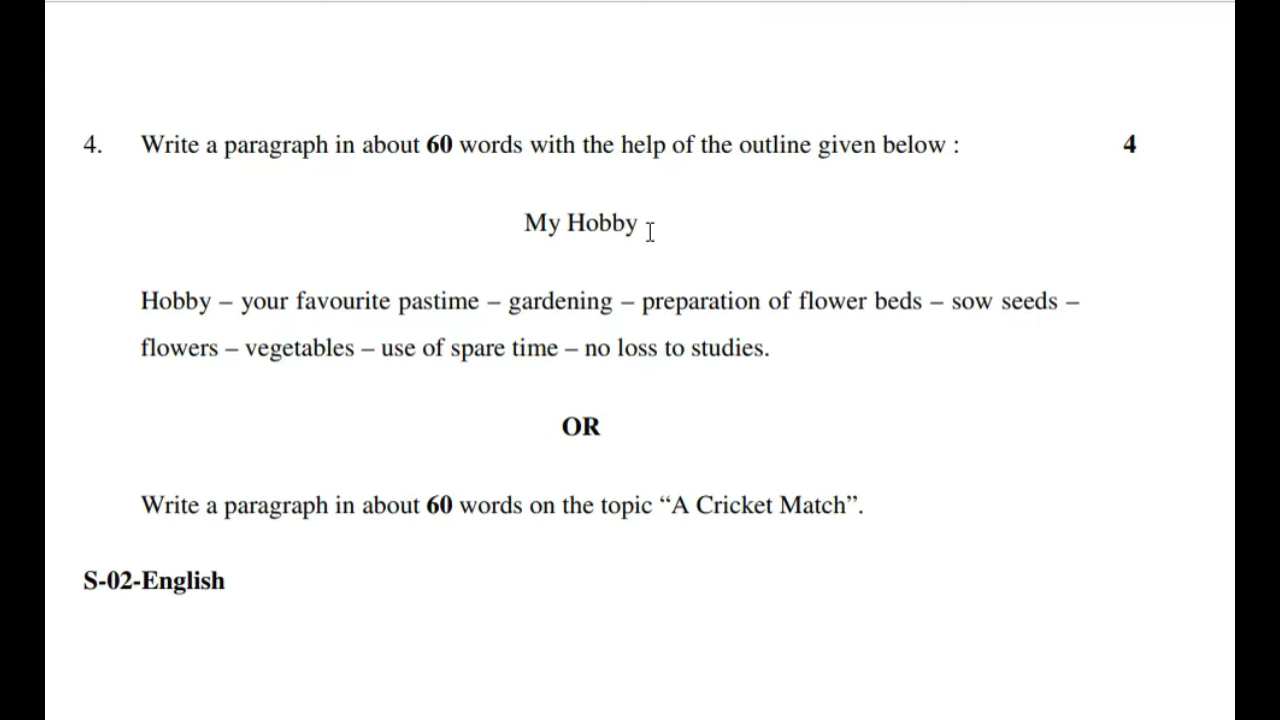 4. Write a paragraph in about 60 words with the help of the outline given below : 4
My Hobby
Hobby – your favourite pastime – gardening – preparation of flower beds – sow seeds –
flowers – vegetables – use of spare time – no loss to studies.
OR
Write a paragraph in about 60 words on the topic “A Cricket Match”.
S-02-English